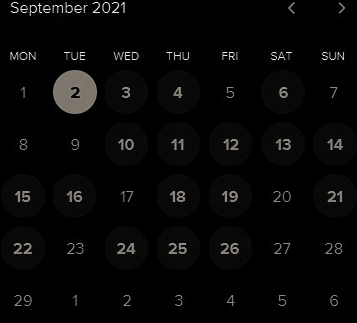 September 2021
MON TUE WED THU FRI SAT SUN
1 2 3 4 5 6 7
8 9 10 11 12 13 14
15 16 17 18 19 20 21
22 23 24 25 26 27 28
29 1 2 3 4 5 6